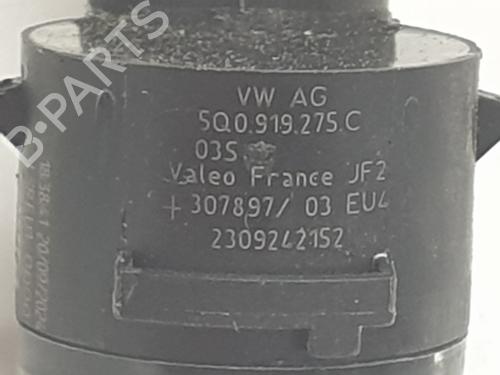 B-PARTS
VW AG
5Q0.919.275.C
03S
Valeo France JF2
+307897/ 03 EU4
2309242152